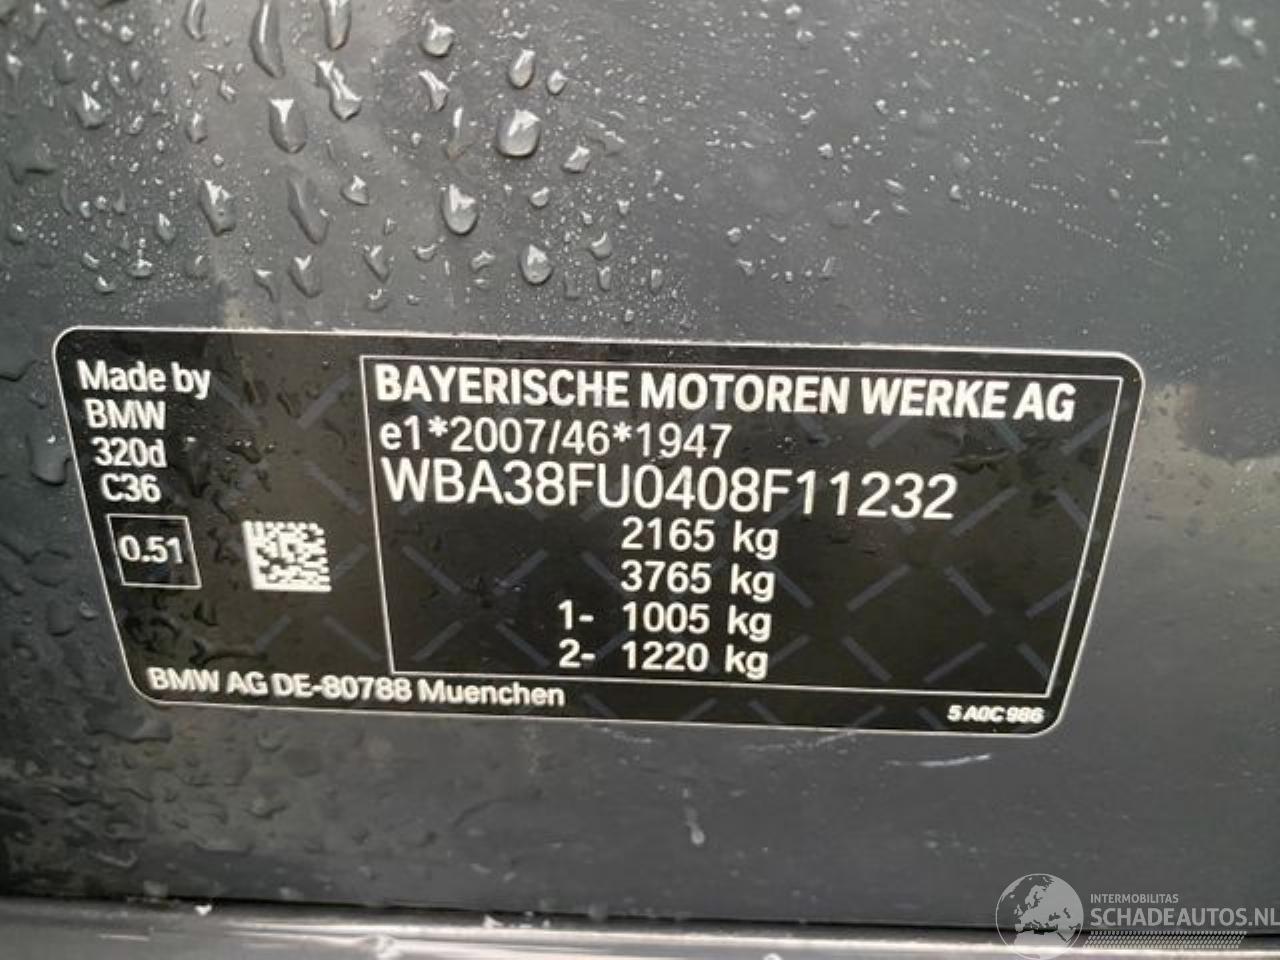 Made by
BMW
320d
C36
0.51
BAYERISCHE MOTOREN WERKE AG
e1*2007/46*1947
WBA38FU0408F11232
2165 kg
3765 kg
1- 1005 kg
2- 1220 kg
BMW AG DE-80788 Muenchen
5 A0C 986
INTERMOBILITAS
SCHADEAUTOS.NL